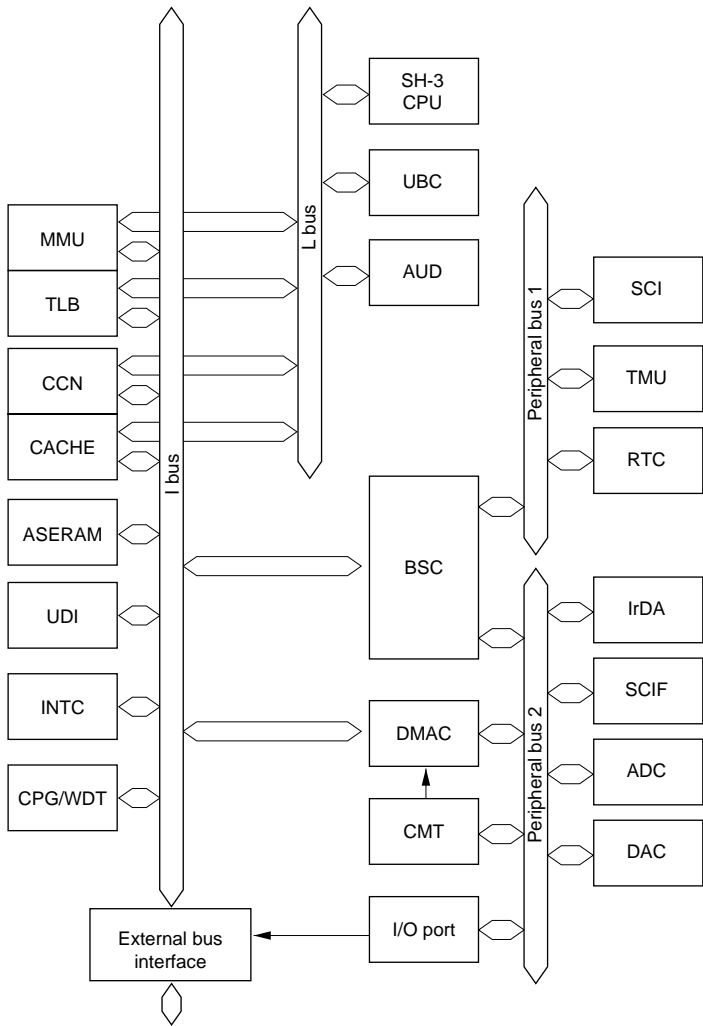 SH-3
CPU
UBC
AUD
L bus
MMU
TLB
CCN
CACHE
I bus
ASERAM
UDI
INTC
CPG/WDT
Peripheral bus 1
SCI
TMU
RTC
BSC
Peripheral bus 2
IrDA
SCIF
ADC
DAC
DMAC
CMT
I/O port
External bus
interface